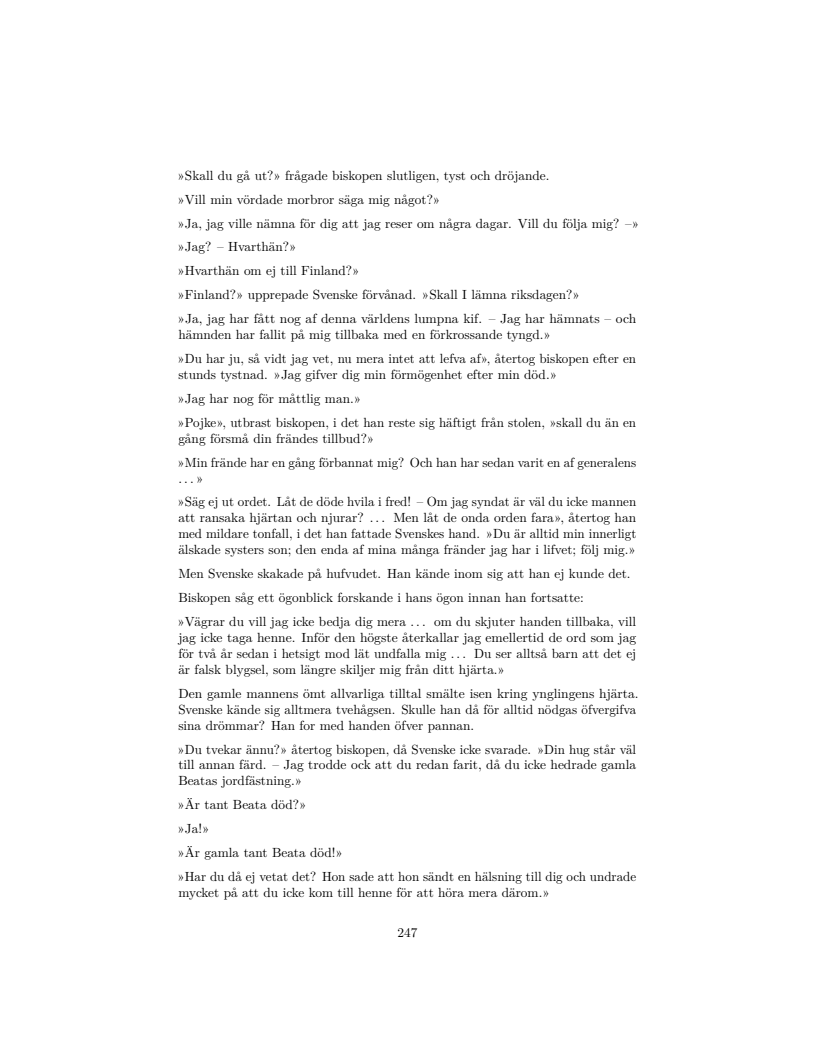 »Skall du gå ut?» frågade biskopen slutligen, tyst och dröjande.
»Vill min vördade morbror säga mig något?»
»Ja, jag ville nämna för dig att jag reser om några dagar. Vill du följa mig? –»
»Jag? – Hvarthän?»
»Hvarthän om ej till Finland?»
»Finland?» upprepade Svenske förvånad. »Skall I lämna riksdagen?»
»Ja, jag har fått nog af denna världens lumpna kif. – Jag har hämnats – och
hämnden har fallit på mig tillbaka med en förkrossande tyngd.»
»Du har ju, så vidt jag vet, nu mera intet att lefva af», återtog biskopen efter en
stunds tystnad. »Jag gifver dig min förmögenhet efter min död.»
»Jag har nog för måttlig man.»
»Pojke», utbrast biskopen, i det han reste sig häftigt från stolen, »skall du än en
gång försmå din frändes tillbud?»
»Min frände har en gång förbannat mig? Och han har sedan varit en af generalens
. . . »
»Säg ej ut ordet. Låt de döde hvila i fred! – Om jag syndat är väl du icke mannen
att ransaka hjärtan och njurar? . . . Men låt de onda orden fara», återtog han
med mildare tonfall, i det han fattade Svenskes hand. »Du är alltid min innerligt
älskade systers son; den enda af mina många fränder jag har i lifvet; följ mig.»
Men Svenske skakade på hufvudet. Han kände inom sig att han ej kunde det.
Biskopen såg ett ögonblick forskande i hans ögon innan han fortsatte:
»Vägrar du vill jag icke bedja dig mera . . . om du skjuter handen tillbaka, vill
jag icke taga henne. Inför den högste återkallar jag emellertid de ord som jag
för två år sedan i hetsigt mod lät undfalla mig . . . Du ser alltså barn att det ej
är falsk blygsel, som längre skiljer mig från ditt hjärta.»
Den gamle mannens ömt allvarliga tilltal smälte isen kring ynglingens hjärta.
Svenske kände sig alltmera tvehågsen. Skulle han då för alltid nödgas öfvergifva
sina drömmar? Han for med handen öfver pannan.
»Du tvekar ännu?» återtog biskopen, då Svenske icke svarade. »Din hug står väl
till annan färd. – Jag trodde ock att du redan farit, då du icke hedrade gamla
Beatas jordfästning.»
»Är tant Beata död?»
»Ja!»
»Är gamla tant Beata död!»
»Har du då ej vetat det? Hon sade att hon sändt en hälsning till dig och undrade
mycket på att du icke kom till henne för att höra mera därom.»
247